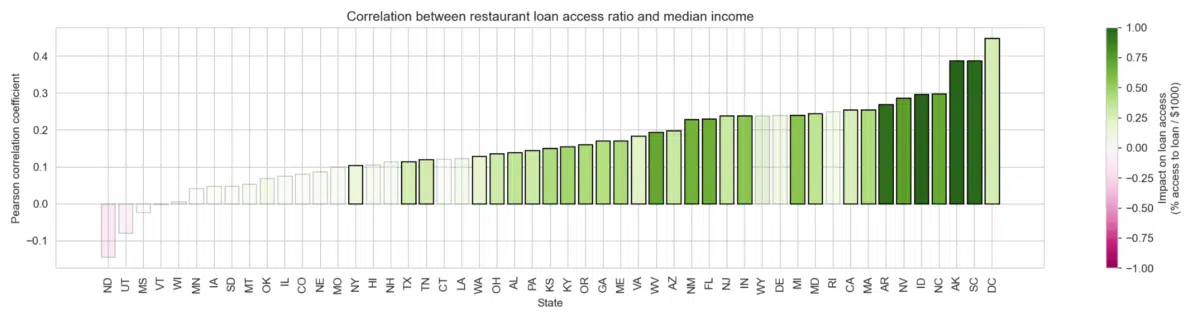 Correlation between restaurant loan access ratio and median income
Pearson correlation coefficient
0.4
0.3
0.2
0.1
0.0
−0.1
ND UT MS VT WI MN IA SD MT OK IL CO NE MO NY HI NH TX TN CT LA WA OH AL PA KS KY OR GA ME VA WV AZ NM FL NJ IN WY DE MI MD RI CA MA AR NV ID NC AK SC DC
State
1.00
0.75
0.50
0.25
0.00
−0.25
−0.50
−0.75
−1.00
Impact on loan access
(% access to loan / $1000)